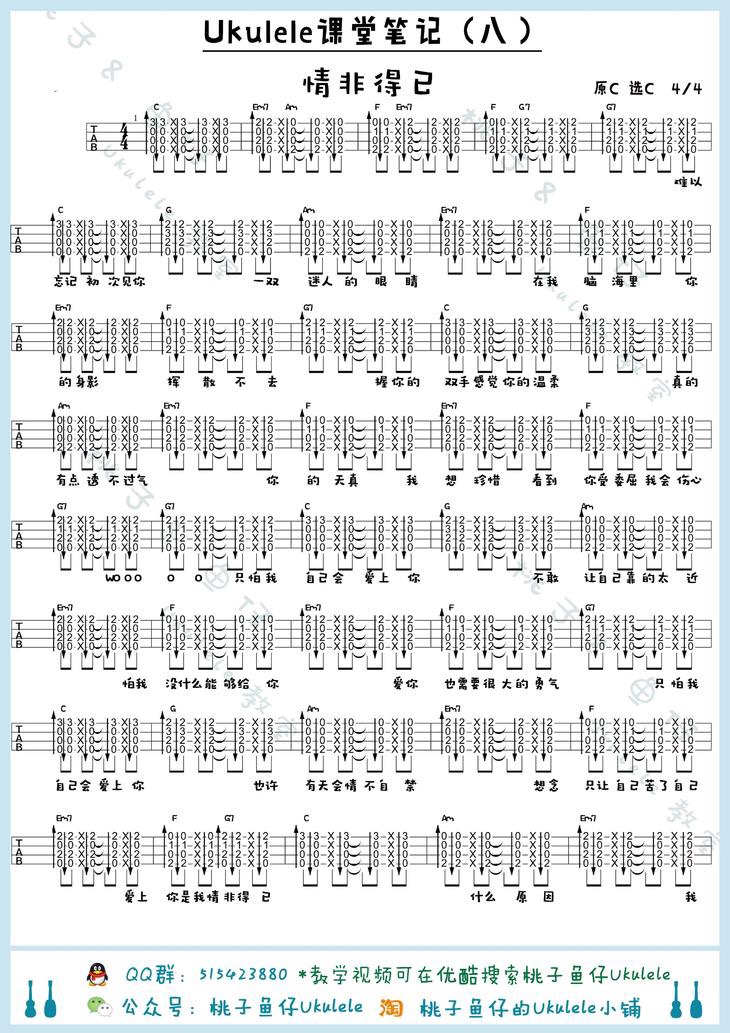 Ukulele课堂笔记（八）
情非得已
原C 选C 4/4
C Em7 Am F Em7 F G7 G7
难以
C G Am Em7 F
忘记 初 次见你 一双 迷人 的 眼 睛 在我 脑 海里 你
Em7 F G7 C G
的身影 挥 散 不 去 握你的 双手感觉你的温柔 真的
Am Em7 F Em7 F
有点 透 不过气 你 的 天真 我 想 珍惜 看到 你受委屈我会伤心
G7 G7 C G Am
WOOO O O 只怕我 自己会 爱上 你 不敢 让自己靠的太 近
Em7 F Em7 F G7
怕我 没什么能够给 你 爱你 也需要很大的勇气 只怕我
C G Am Em7 F
自己会 爱上 你 也许 有天会情 不自 禁 想念 只让自己苦了自己
Em7 F G7 C Am Em7
爱上 你是我情非得 已 什么 原 因 我
QQ群：515423880 *教学视频可在优酷搜索桃子鱼仔Ukulele
公众号：桃子鱼仔Ukulele 淘 桃子鱼仔的Ukulele小铺